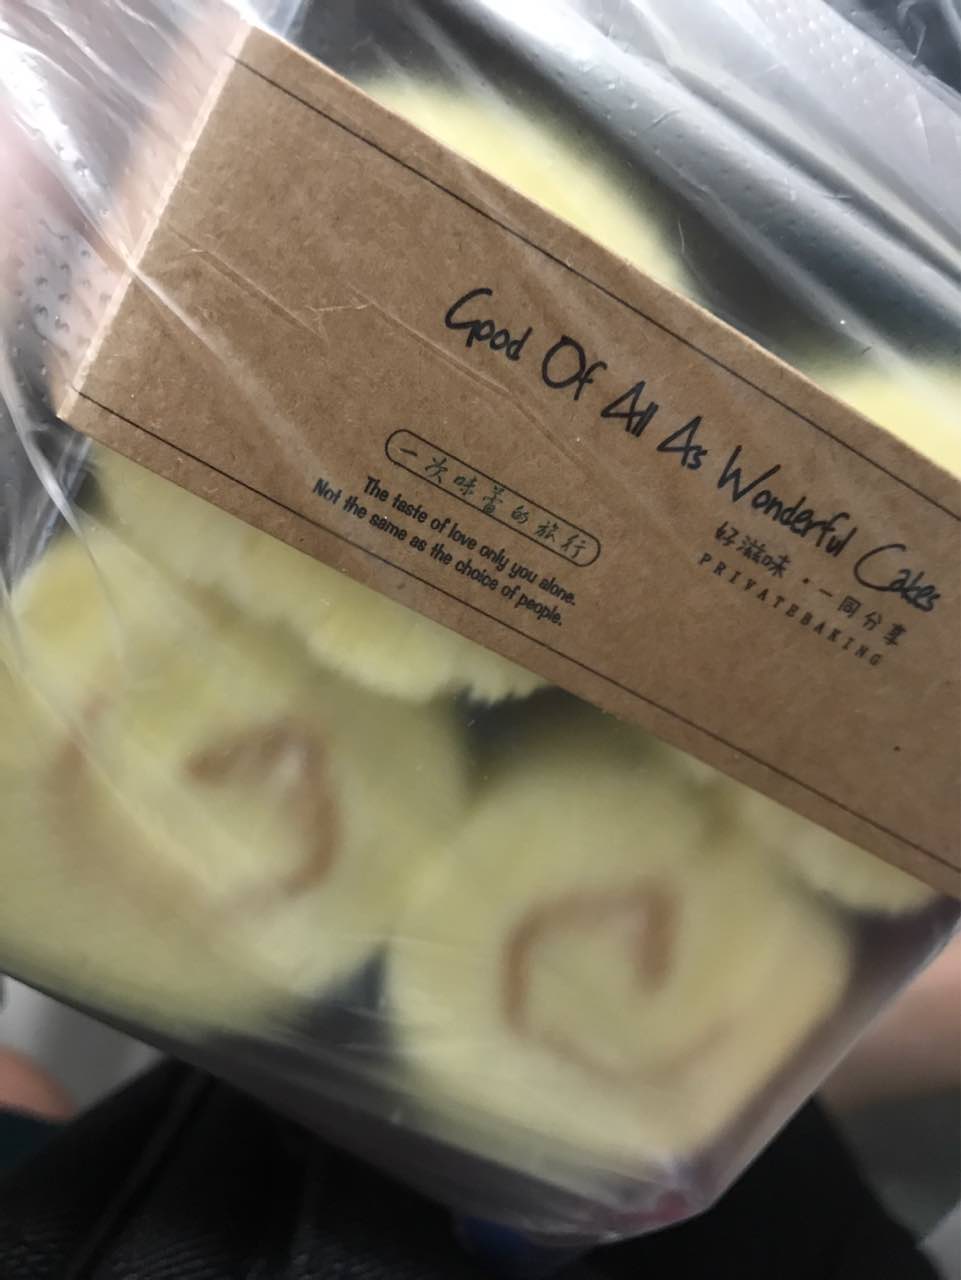 Good Of All As Wonderful Cakes
好滋味·一同分享
PRIVATEBAKING
一次味蕾的旅行
The taste of love only you alone.
Not the same as the choice of people.